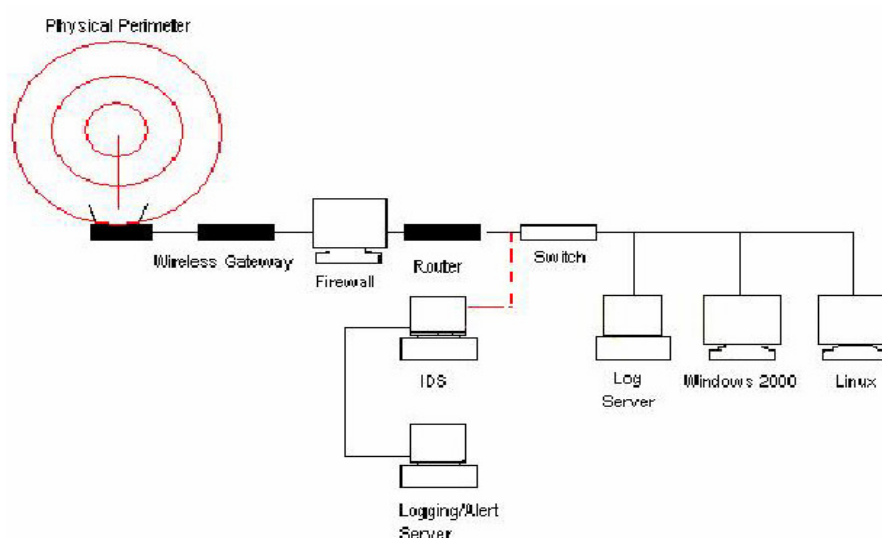 Physical Perimeter
Wireless Gateway
Firewall
Router
Switch
IDS
Log
Server
Windows 2000
Linux
Logging/Alert
Server